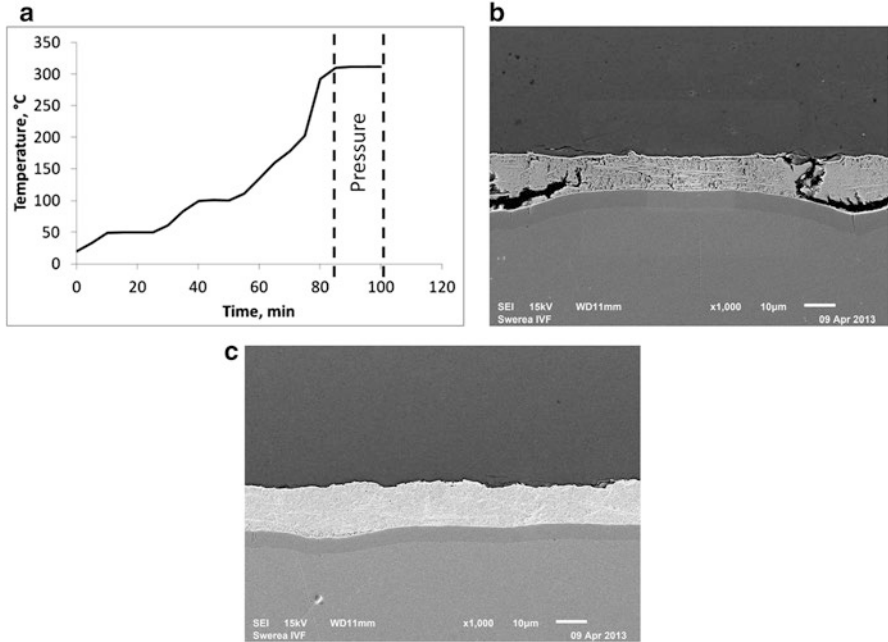 a
350
300
250
200
150
100
50
0
Temperature, °C
Pressure
0 20 40 60 80 100 120
Time, min
b
SEI 15kV WD11mm x1,000 10µm
Swerea IVF 09 Apr 2013
c
SEI 15kV WD11mm x1,000 10µm
Swerea IVF 09 Apr 2013